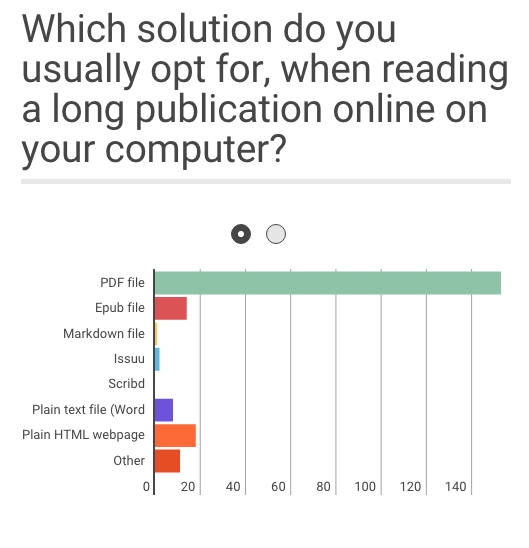 Which solution do you
usually opt for, when reading
a long publication online on
your computer?
PDF file
Epub file
Markdown file
Issuu
Scribd
Plain text file (Word
Plain HTML webpage
Other
0 20 40 60 80 100 120 140